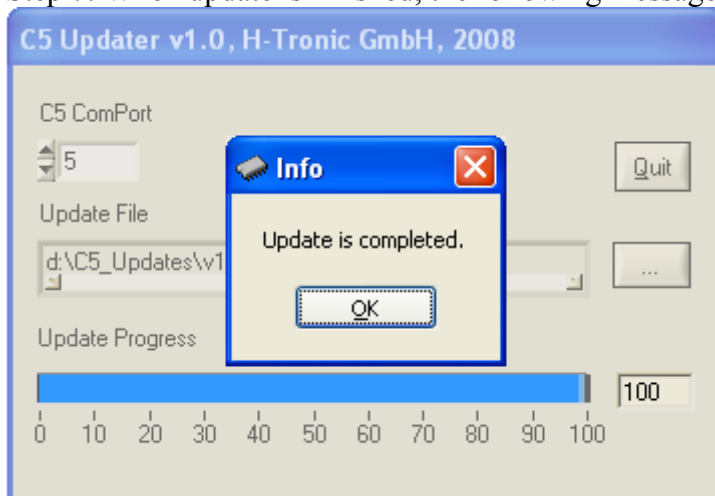 C5 Updater v1.0, H-Tronic GmbH, 2008
C5 ComPort
5
Info
Quit
Update File
Update is completed.
d:\C5_Updates\v1
...
OK
Update Progress
100
0 10 20 30 40 50 60 70 80 90 100